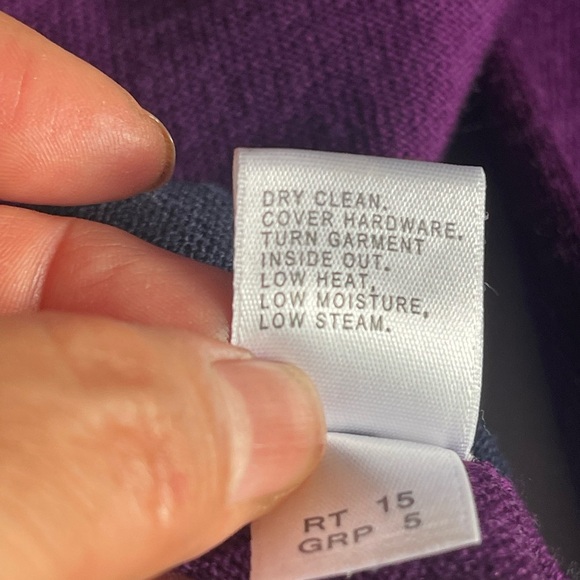 DRY CLEAN.
COVER HARDWARE.
TURN GARMENT
INSIDE OUT.
LOW HEAT,
LOW MOISTURE,
LOW STEAM.
RT 15
GRP 5